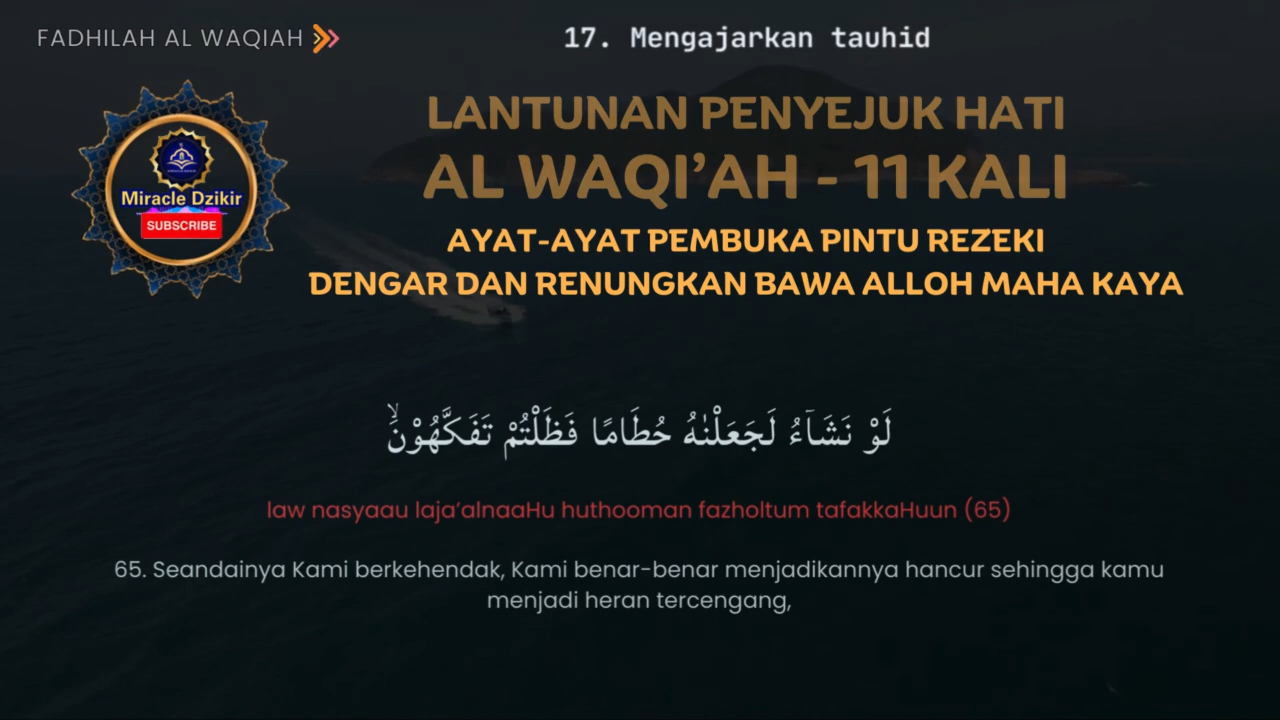 FADHILAH AL WAQIAH
17. Mengajarkan tauhid
LANTUNAN PENYEJUK HATI
AL WAQI’AH - 11 KALI
AYAT-AYAT PEMBUKA PINTU REZEKI
DENGAR DAN RENUNGKAN BAWA ALLOH MAHA KAYA
Miracle Dzikir
SUBSCRIBE
لَوْ نَشَاۤءُ لَجَعَلْنٰهُ حُطَامًا فَظَلْتُمْ تَفَكَّهُوْنَۙ
law nasyaau laja’alnaaHu huthooman fazholtum tafakkaHuun (65)
65. Seandainya Kami berkehendak, Kami benar-benar menjadikannya hancur sehingga kamu
menjadi heran tercengang,